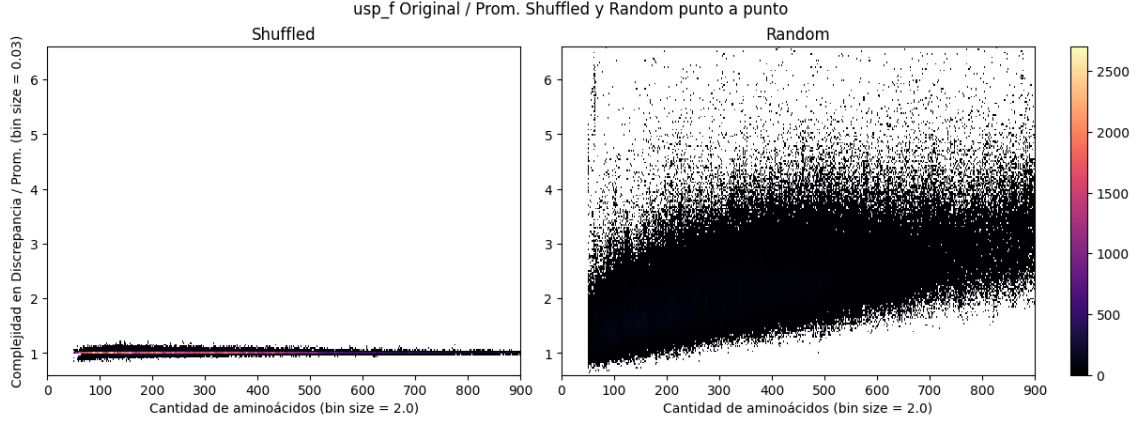 usp_f Original / Prom. Shuffled y Random punto a punto
Shuffled
Random
Complejidad en Discrepancia / Prom. (bin size = 0.03)
6
5
4
3
2
1
0 100 200 300 400 500 600 700 800 900
Cantidad de aminoácidos (bin size = 2.0)
6
5
4
3
2
1
0 100 200 300 400 500 600 700 800 900
Cantidad de aminoácidos (bin size = 2.0)
2500
2000
1500
1000
500
0